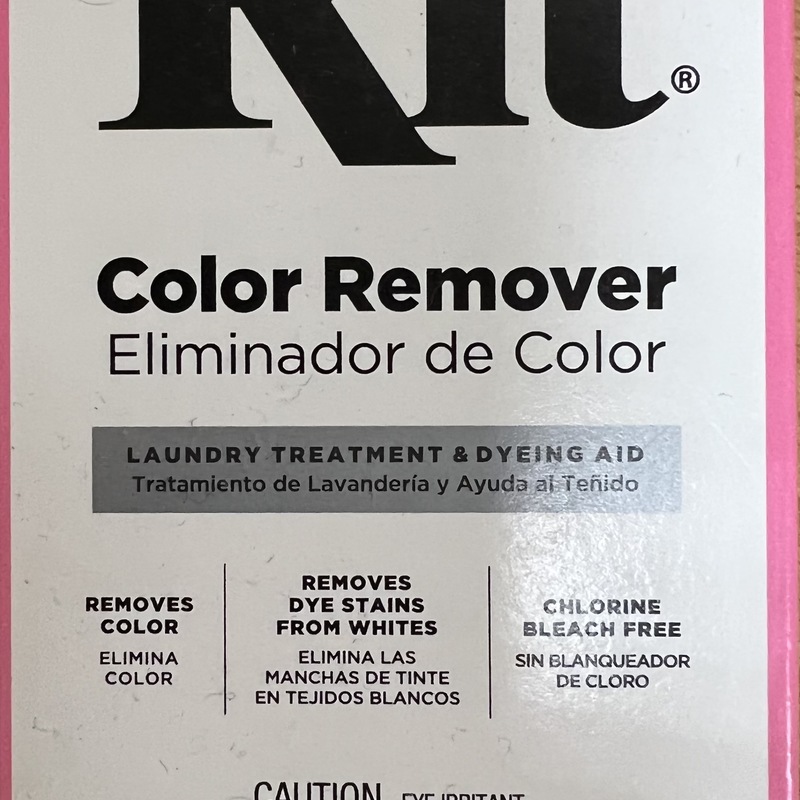 Rit®
Color Remover
Eliminador de Color
LAUNDRY TREATMENT & DYEING AID
Tratamiento de Lavandería y Ayuda al Teñido
REMOVES
COLOR
ELIMINA
COLOR
REMOVES
DYE STAINS
FROM WHITES
ELIMINA LAS
MANCHAS DE TINTE
EN TEJIDOS BLANCOS
CHLORINE
BLEACH FREE
SIN BLANQUEADOR
DE CLORO
CAUTION EYE IRRITANT